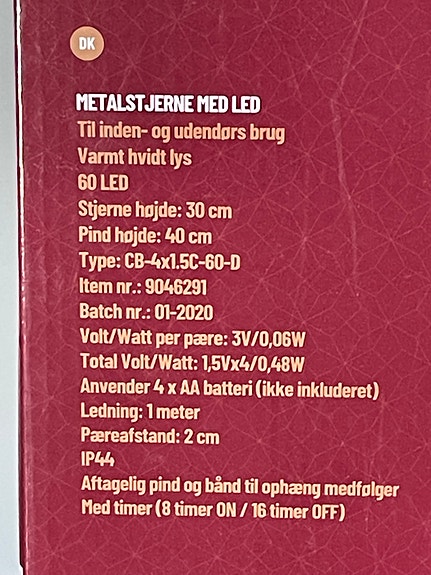 DK
METALSTJERNE MED LED
Til inden- og udendørs brug
Varmt hvidt lys
60 LED
Stjerne højde: 30 cm
Pind højde: 40 cm
Type: CB-4x1.5C-60-D
Item nr.: 9046291
Batch nr.: 01-2020
Volt/Watt per pære: 3V/0,06W
Total Volt/Watt: 1,5Vx4/0,48W
Anvender 4 x AA batteri (ikke inkluderet)
Ledning: 1 meter
Pæreafstand: 2 cm
IP44
Aftagelig pind og bånd til ophæng medfølger
Med timer (8 timer ON / 16 timer OFF)